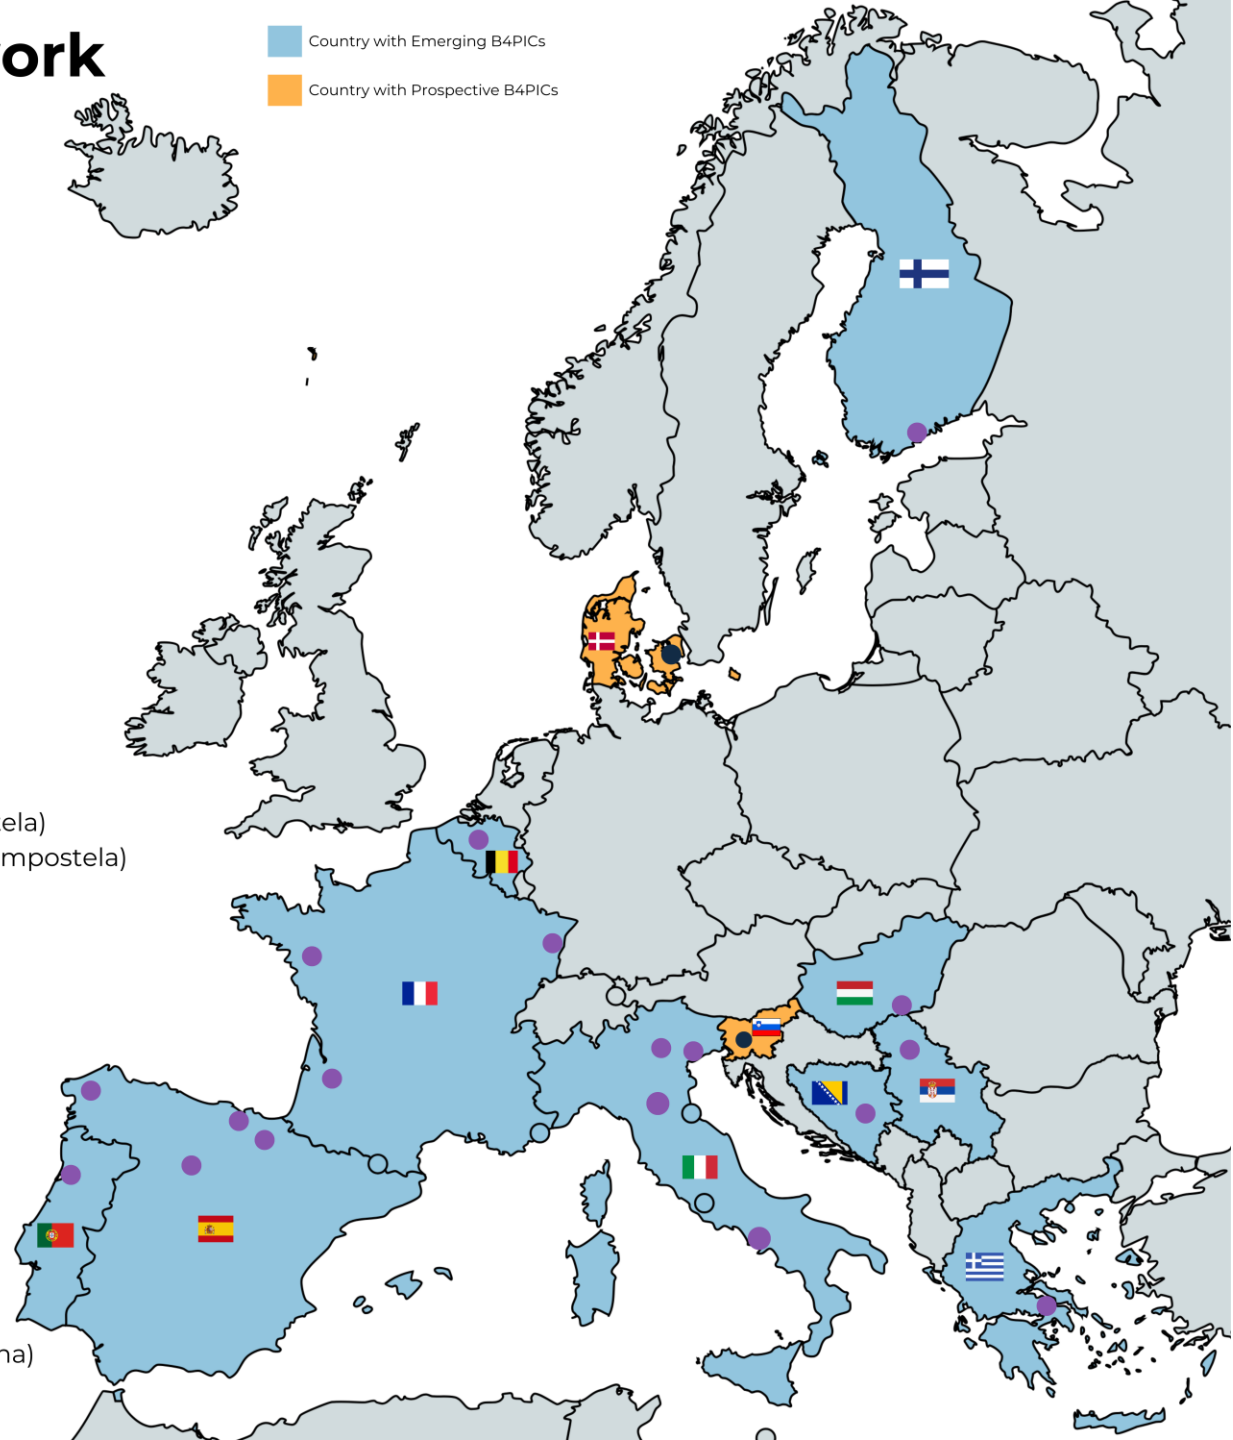 ork
Country with Emerging B4PICs
Country with Prospective B4PICs
ela)
mpostela)
na)